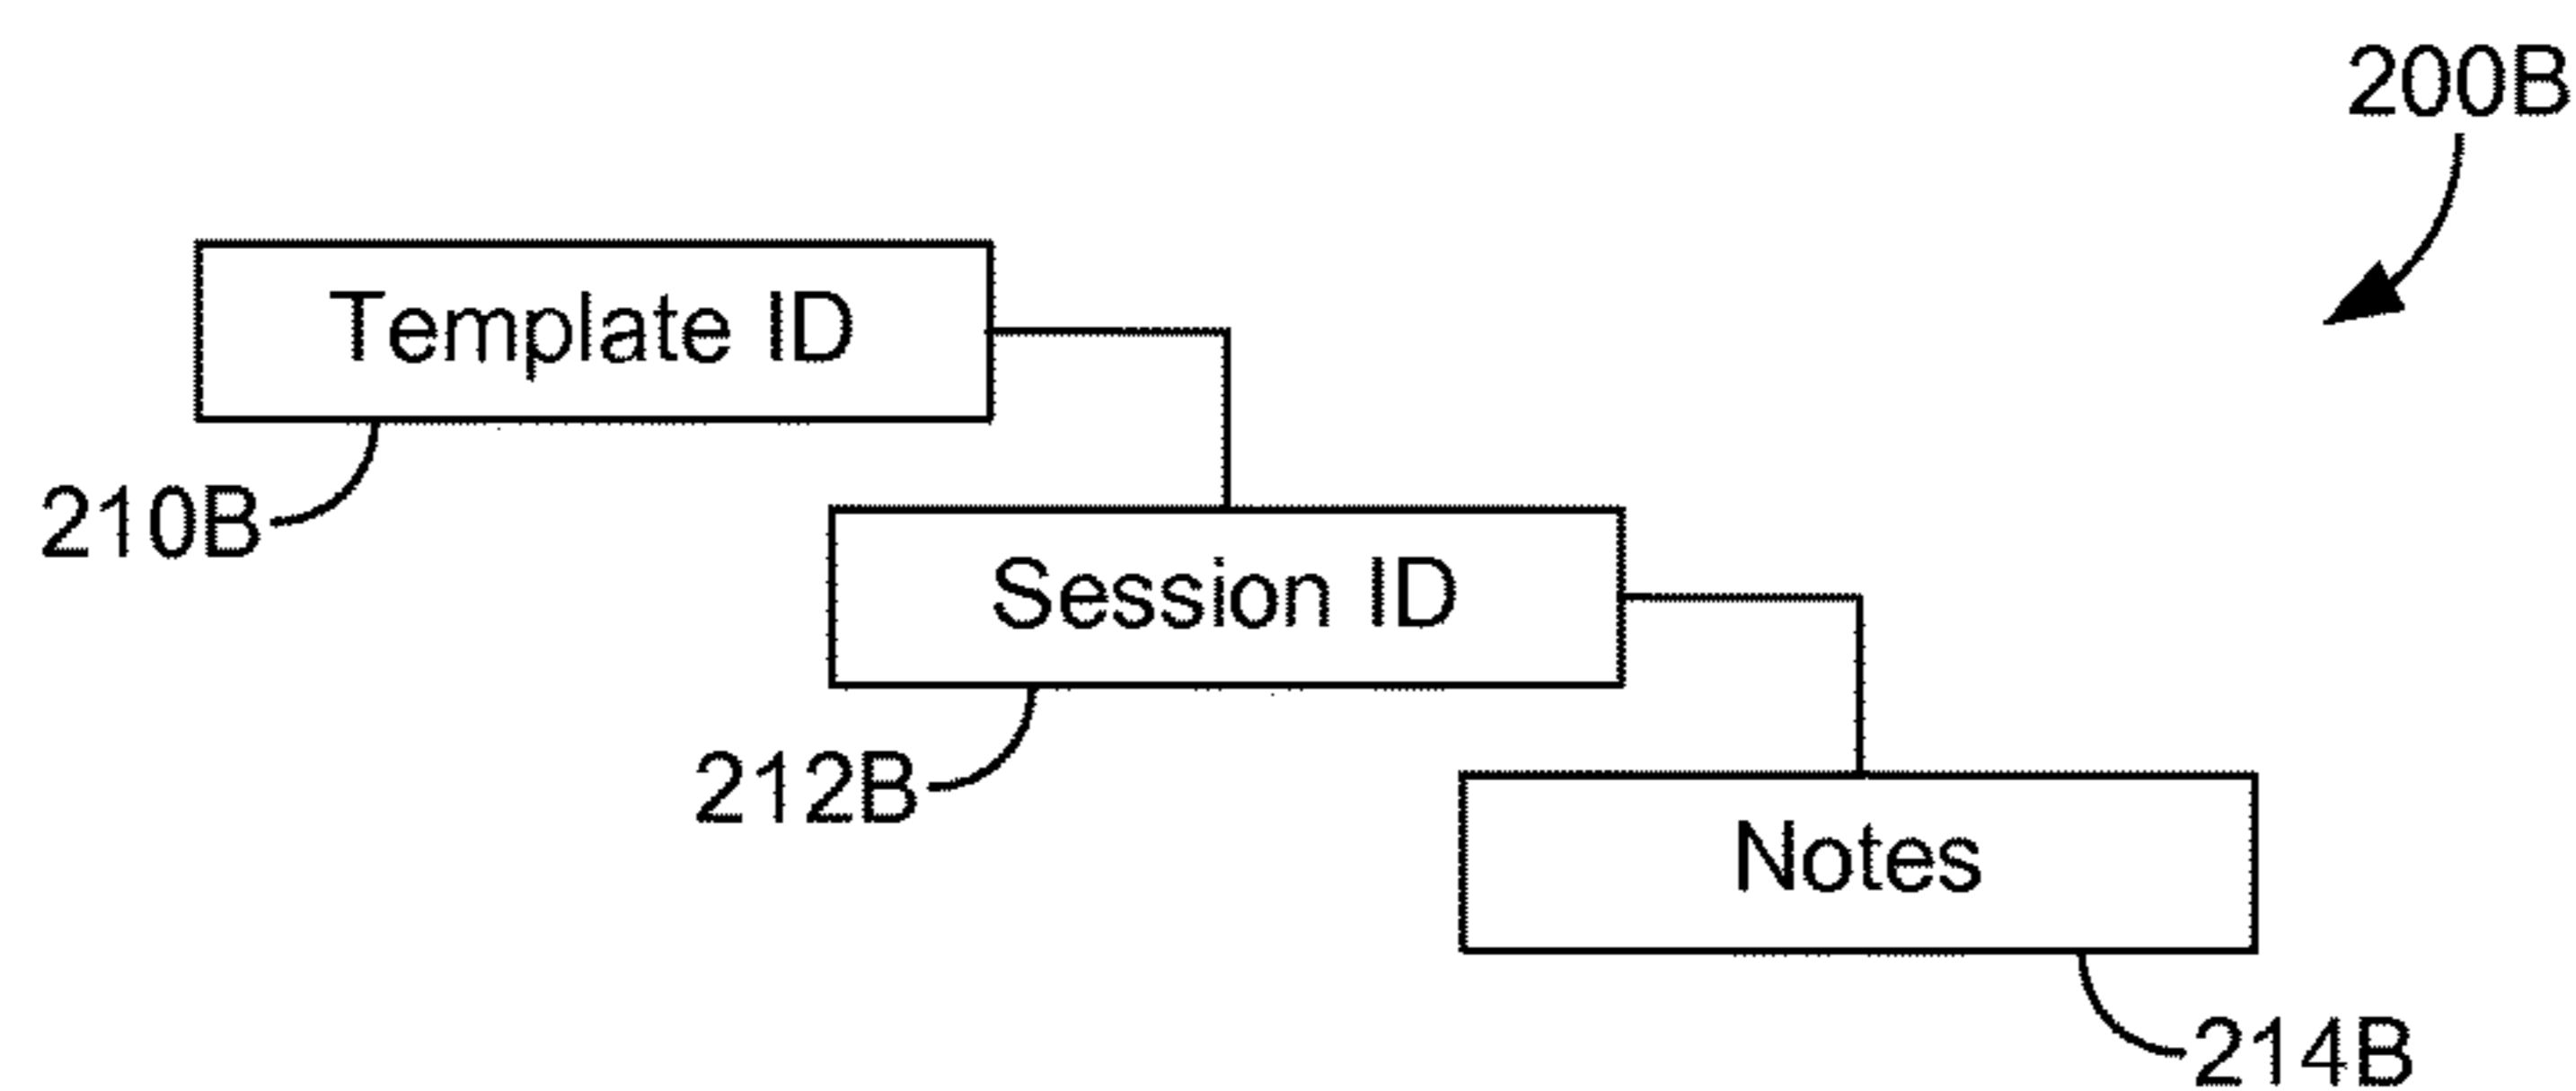 200B
Template ID
210B
Session ID
212B
Notes
214B